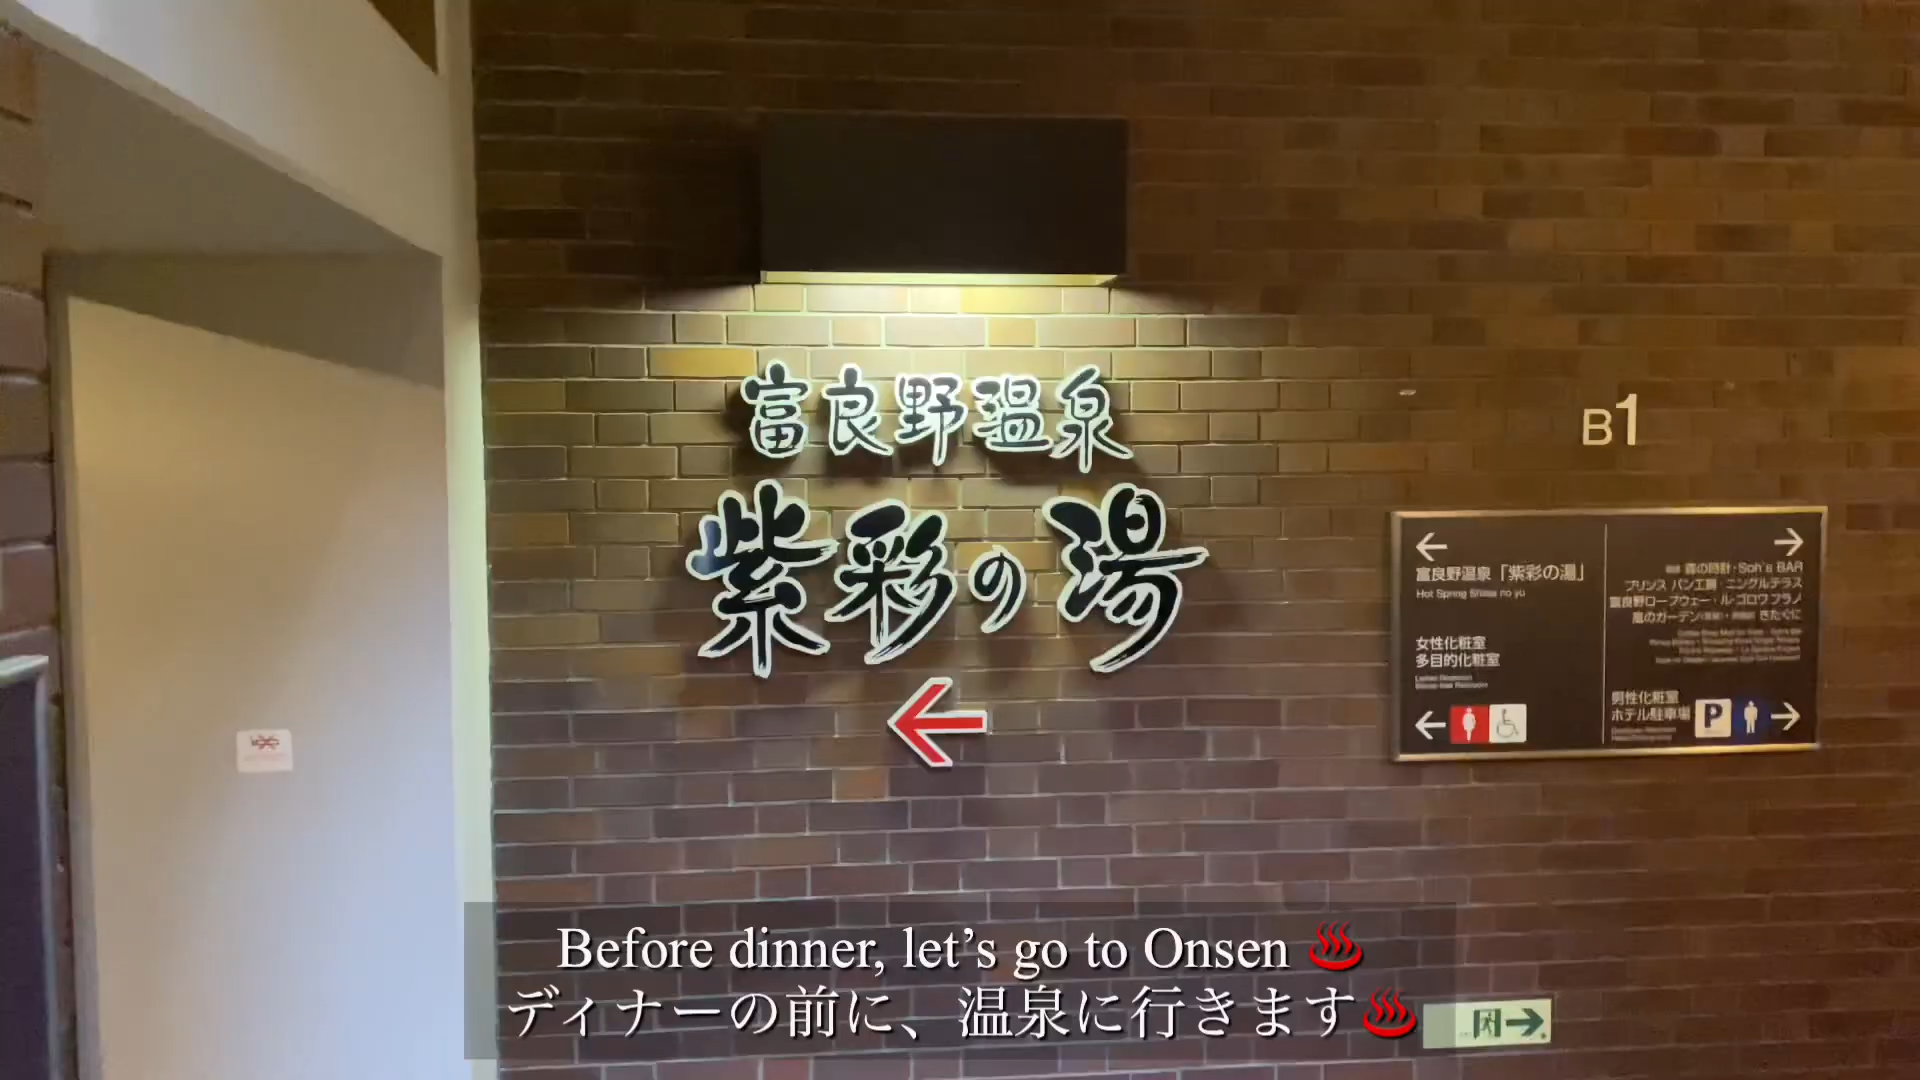 富良野温泉
紫彩の湯
B1
富良野温泉「紫彩の湯」
Hot Spring Shisai no yu
女性化粧室
多目的化粧室
森の時計・Soh's BAR
プリンス パン工房・ニングルテラス
富良野ロープウェー・ル・ゴロワ フラノ
風のガーデン きたぐに
男性化粧室
ホテル駐車場
P
Before dinner, let's go to Onsen ♨
ディナーの前に、温泉に行きます♨